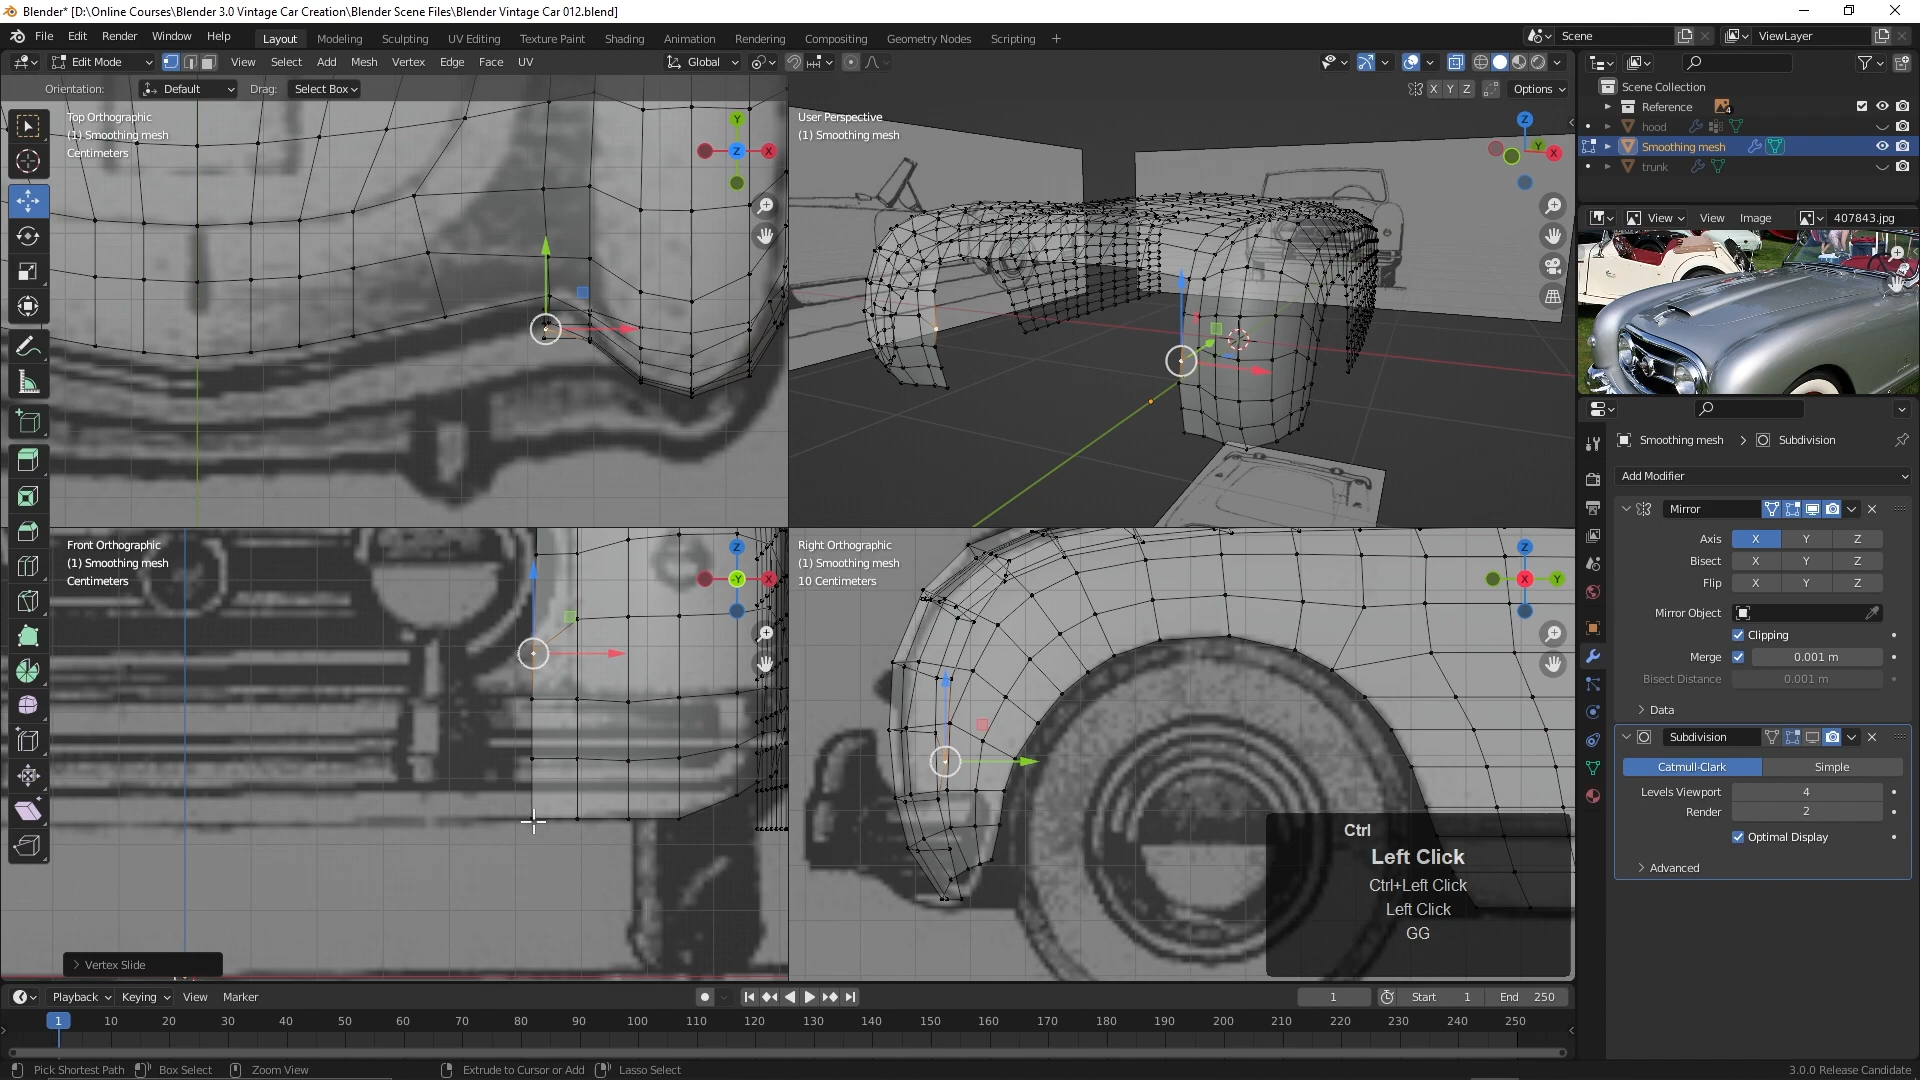 Blender* [D:\Online Courses\Blender 3.0 Vintage Car Creation\Blender Scene Files\Blender Vintage Car 012.blend]
File Edit Render Window Help Layout Modeling Sculpting UV Editing Texture Paint Shading Animation Rendering Compositing Geometry Nodes Scripting + Scene ViewLayer
Edit Mode View Select Add Mesh Vertex Edge Face UV Global
Orientation: Default Drag: Select Box X Y Z Options
Top Orthographic
(1) Smoothing mesh
Centimeters
Y
Z
X
User Perspective
(1) Smoothing mesh
Z
Y
X
Front Orthographic
(1) Smoothing mesh
Centimeters
Z
-Y
X
Right Orthographic
(1) Smoothing mesh
10 Centimeters
Z
X
Y
Ctrl
Left Click
Ctrl+Left Click
Left Click
GG
Vertex Slide
Scene Collection
Reference 4
hood
Smoothing mesh
trunk
View View Image 407843.jpg
Smoothing mesh > Subdivision
Add Modifier
Mirror
Axis X Y Z
Bisect X Y Z
Flip X Y Z
Mirror Object
Clipping
Merge 0.001 m
Bisect Distance 0.001 m
Data
Subdivision
Catmull-Clark Simple
Levels Viewport 4
Render 2
Optimal Display
Advanced
Playback Keying View Marker 1 Start 1 End 250
1 10 20 30 40 50 60 70 80 90 100 110 120 130 140 150 160 170 180 190 200 210 220 230 240 250
Pick Shortest Path Box Select Zoom View Extrude to Cursor or Add Lasso Select 3.0.0 Release Candidate